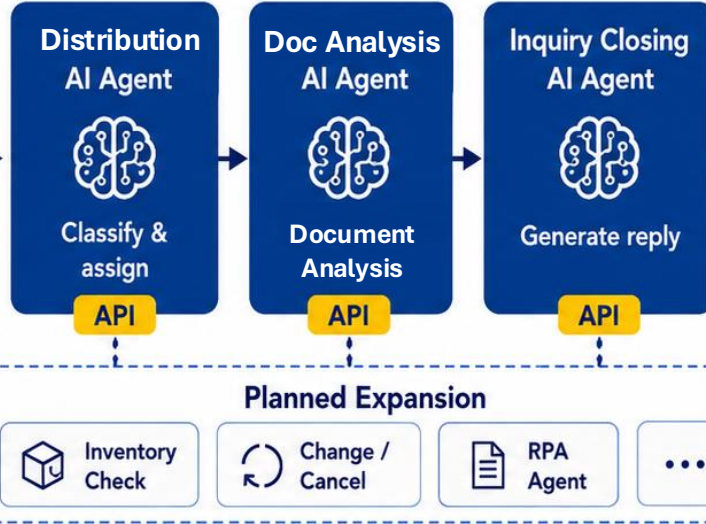 Distribution
AI Agent
Classify &
assign
API
Doc Analysis
AI Agent
Document
Analysis
API
Inquiry Closing
AI Agent
Generate reply
API
Planned Expansion
Inventory
Check
Change /
Cancel
RPA
Agent
•••